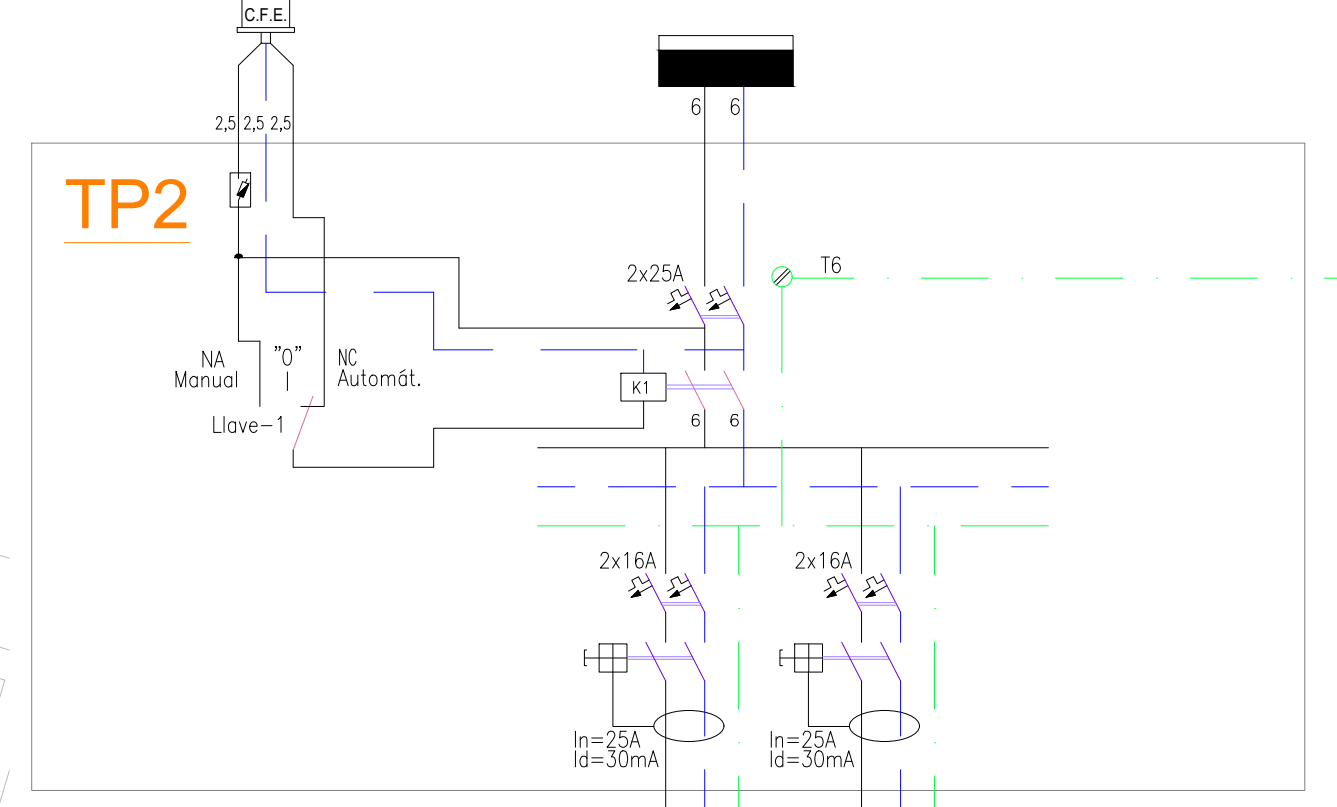 C.F.E.
6 6
2,5 2,5 2,5
TP2
2x25A
T6
NA
Manual
"0"
NC
Automát.
K1
Llave-1
6 6
2x16A
2x16A
In=25A
Id=30mA
In=25A
Id=30mA